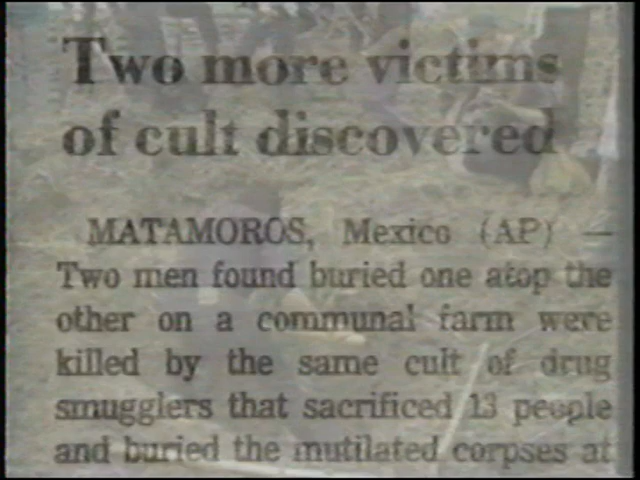 Two more victims
of cult discovered
MATAMOROS, Mexico (AP) —
Two men found buried one atop the
other on a communal farm were
killed by the same cult of drug
smugglers that sacrificed 13 people
and buried the mutilated corpses at